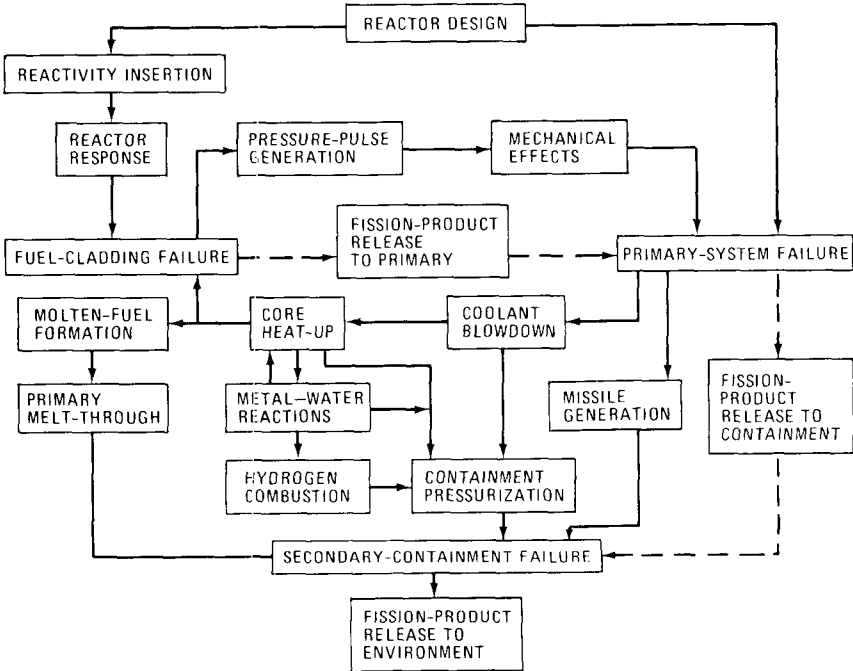 REACTOR DESIGN
REACTIVITY INSERTION
REACTOR
RESPONSE
PRESSURE-PULSE
GENERATION
MECHANICAL
EFFECTS
FUEL-CLADDING FAILURE
FISSION-PRODUCT
RELEASE
TO PRIMARY
PRIMARY-SYSTEM FAILURE
MOLTEN-FUEL
FORMATION
CORE
HEAT-UP
COOLANT
BLOWDOWN
PRIMARY
MELT-THROUGH
METAL-WATER
REACTIONS
MISSILE
GENERATION
FISSION-
PRODUCT
RELEASE TO
CONTAINMENT
HYDROGEN
COMBUSTION
CONTAINMENT
PRESSURIZATION
SECONDARY-CONTAINMENT FAILURE
FISSION-PRODUCT
RELEASE TO
ENVIRONMENT